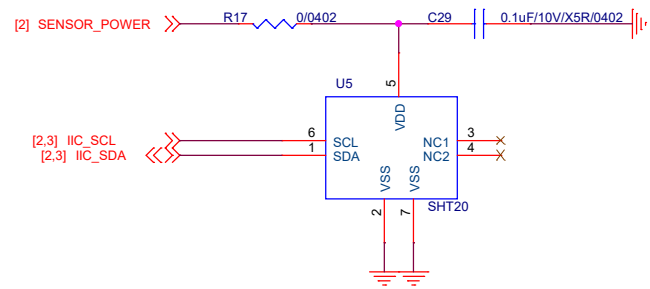 [2] SENSOR_POWER R17 0/0402 C29 0.1uF/10V/X5R/0402
U5
5
VDD
[2,3] IIC_SCL 6 SCL NC1 3
[2,3] IIC_SDA 1 SDA NC2 4
VSS VSS
SHT20
2 7